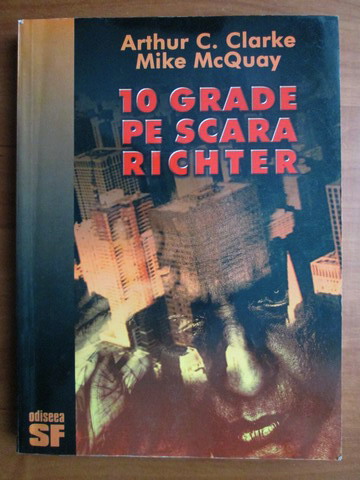 Arthur C. Clarke
Mike McQuay
10 GRADE
PE SCARA
RICHTER
odiseea
SF